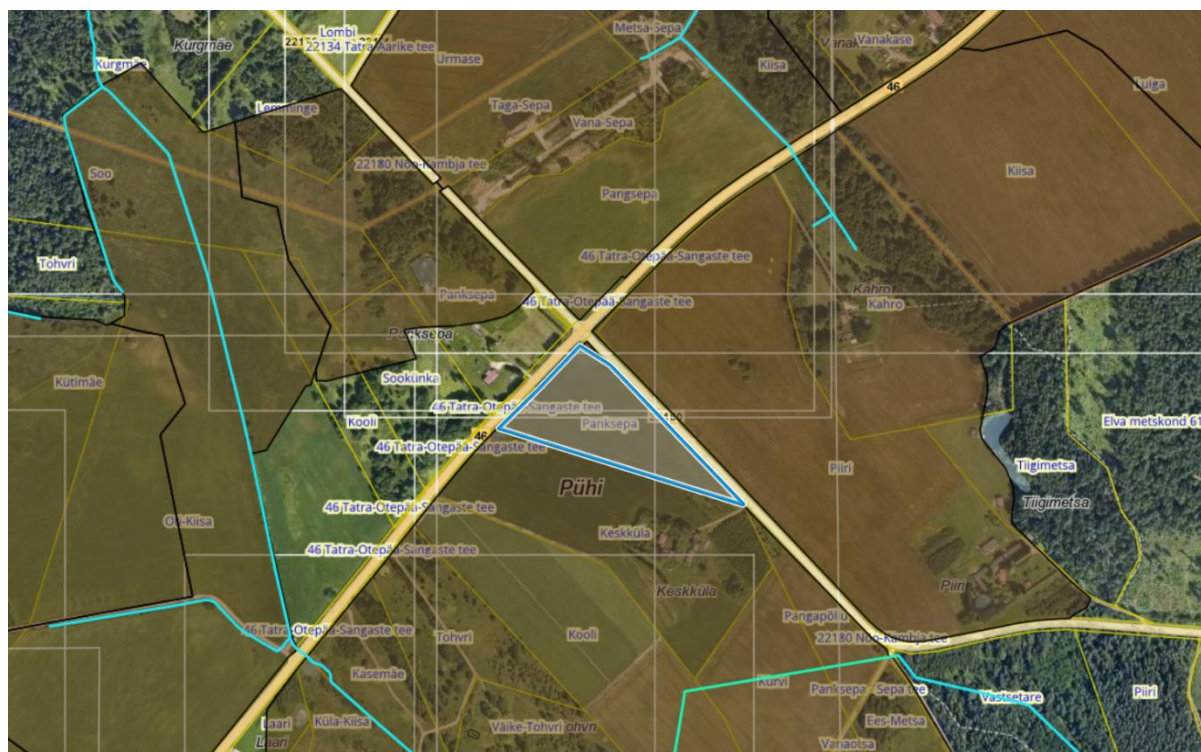 Lombi
22134 Tatra-Aarike tee
Kurgmäe
Urmase
Metsa-Sepa
Vanakase
Kiisa
Kurgmäe
Luiga
46
Lemminge
Taga-Sepa
Vana-Sepa
22180 Nõo-Kambja tee
Soo
Kiisa
Pangsepa
46 Tatra-Otepää-Sangaste tee
Tohvri
Kahro
Panksepa
46 Tatra-Otepää-Sangaste tee
Kahro
Panksepa
Kütimäe
Sookünka
46 Tatra-Otepää-Sangaste tee
Kooli
Panksepa
Elva metskond 61
46
46 Tatra-Otepää-Sangaste tee
Piiri
Tiigimetsa
Pühi
Tiigimetsa
46 Tatra-Otepää-Sangaste tee
Oti-Kiisa
Keskküla
46 Tatra-Otepää-Sangaste tee
Keskküla
Piiri
Pangapõllu
46 Tatra-Otepää-Sangaste tee
Tohvri
Kooli
22180 Nõo-Kambja tee
Käsemäe
Kurvi
Panksepa - Sepa tee
Vastsetare
Piiri
Laari
Küla-Kiisa
Väike-Tohvri
Ees-Metsa
Laari
Vanaotsa